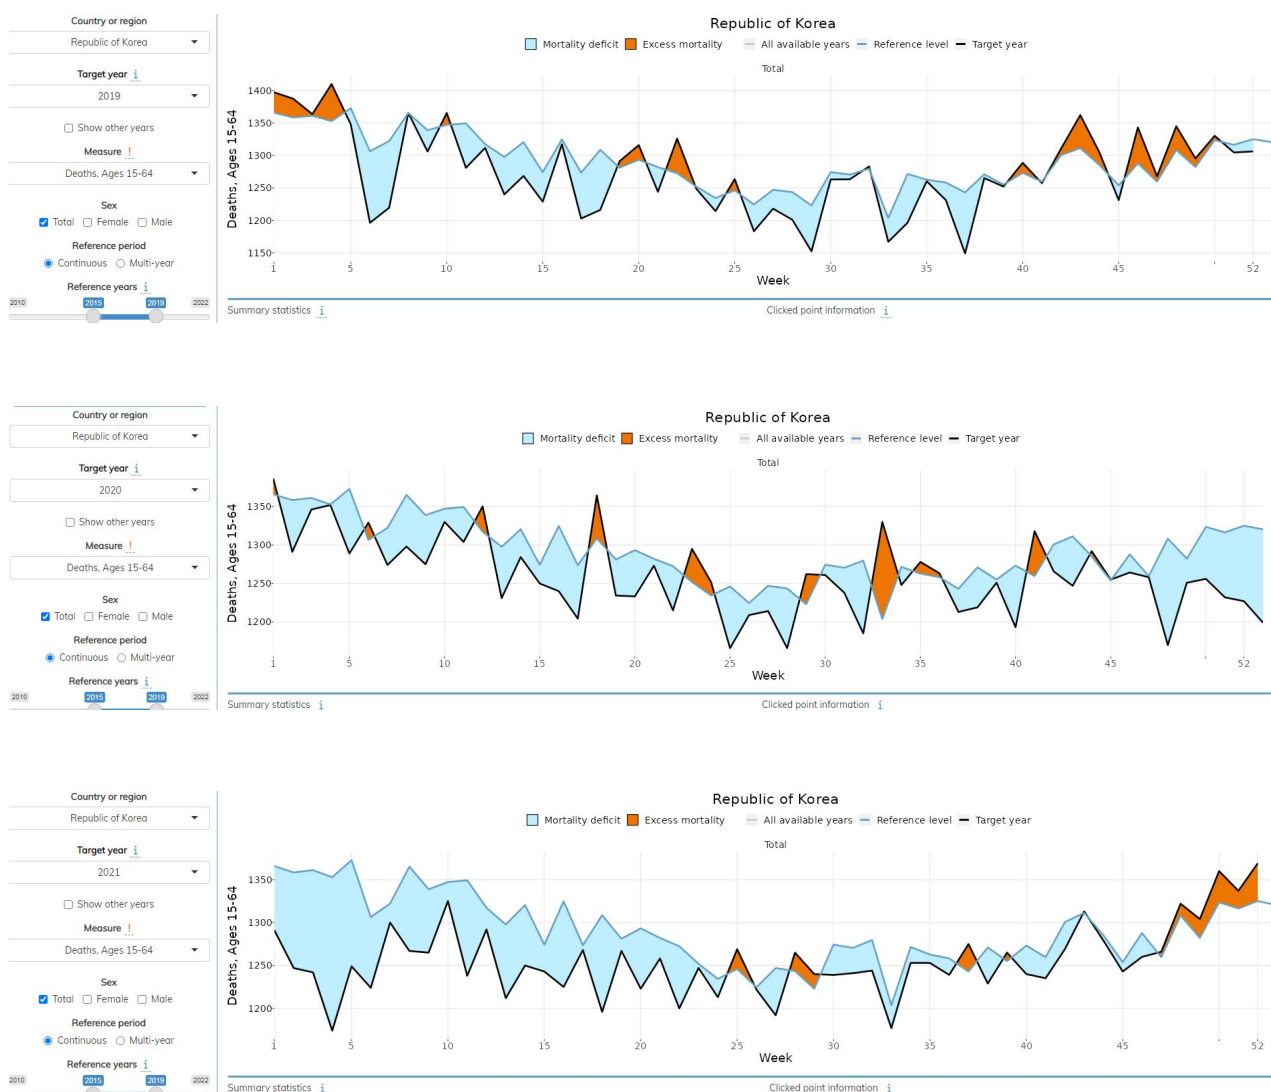 Country or region
Republic of Korea
Target year i
2019
Show other years
Measure !
Deaths, Ages 15-64
Sex
Total Female Male
Reference period
Continuous Multi-year
Reference years i
2010 2015 2019 2022
Republic of Korea
Mortality deficit Excess mortality All available years Reference level Target year
Total
Deaths, Ages 15-64
1400
1350
1300
1250
1200
1150
1 5 10 15 20 25 30 35 40 45 52
Week
Summary statistics i Clicked point information i
Country or region
Republic of Korea
Target year i
2020
Show other years
Measure !
Deaths, Ages 15-64
Sex
Total Female Male
Reference period
Continuous Multi-year
Reference years i
2010 2015 2019 2022
Republic of Korea
Mortality deficit Excess mortality All available years Reference level Target year
Total
Deaths, Ages 15-64
1350
1300
1250
1200
1 5 10 15 20 25 30 35 40 45 52
Week
Summary statistics i Clicked point information i
Country or region
Republic of Korea
Target year i
2021
Show other years
Measure !
Deaths, Ages 15-64
Sex
Total Female Male
Reference period
Continuous Multi-year
Reference years i
2010 2015 2019 2022
Republic of Korea
Mortality deficit Excess mortality All available years Reference level Target year
Total
Deaths, Ages 15-64
1350
1300
1250
1200
1 5 10 15 20 25 30 35 40 45 52
Week
Summary statistics i Clicked point information i